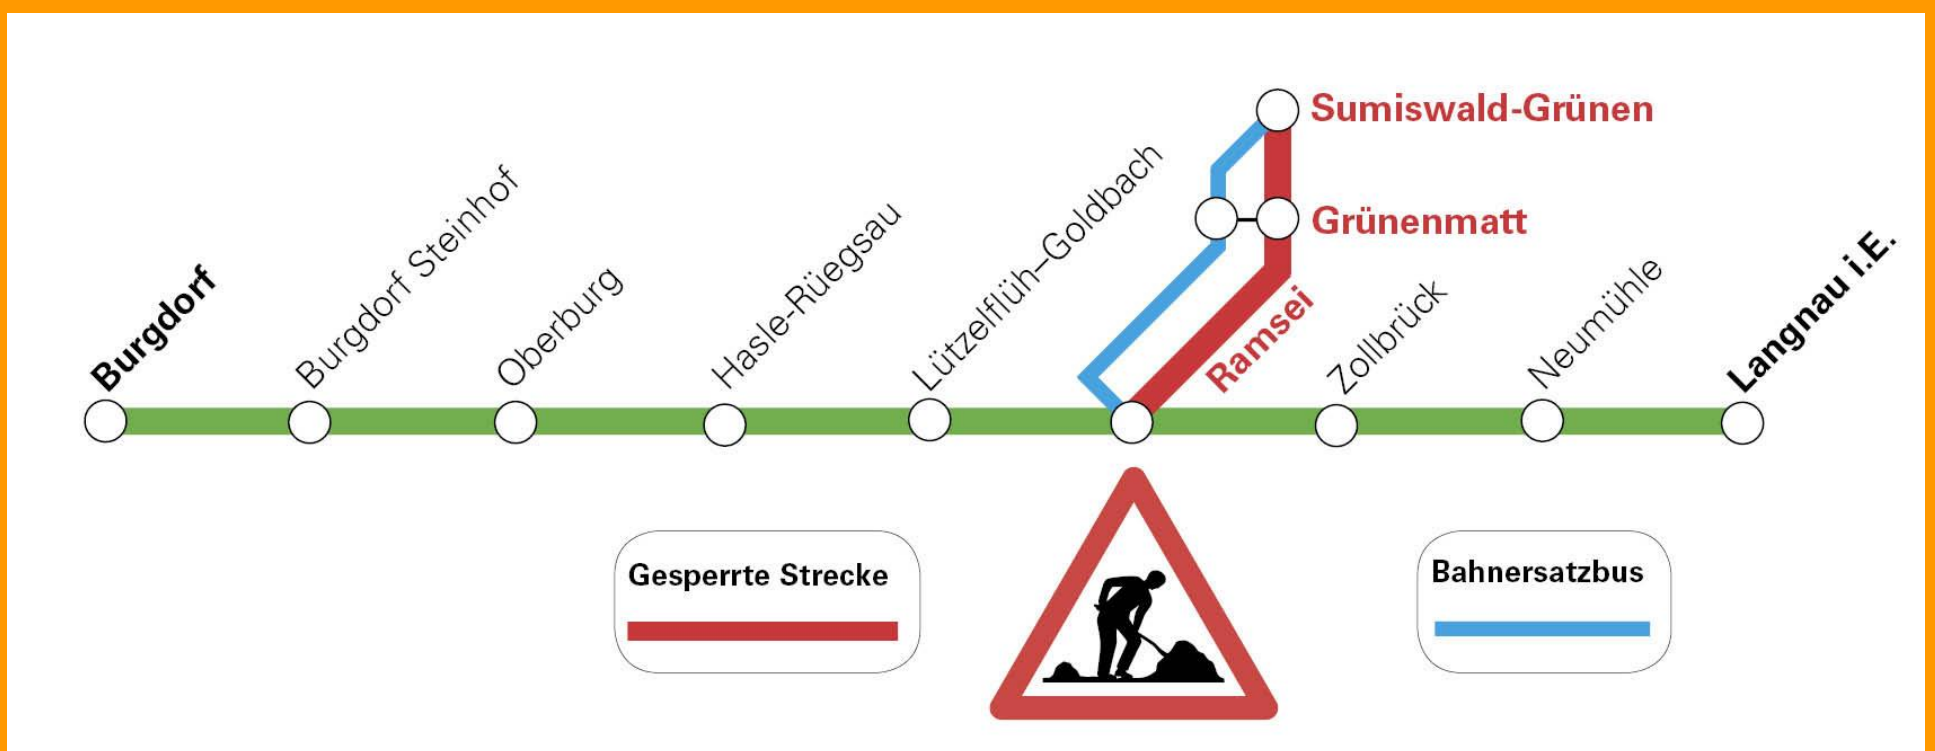 Sumiswald-Grünen
Grünenmatt
Burgdorf
Burgdorf Steinhof
Oberburg
Hasle-Rüegsau
Lützelflüh–Goldbach
Ramsei
Zollbrück
Neumühle
Langnau i.E.
Gesperrte Strecke
Bahnersatzbus